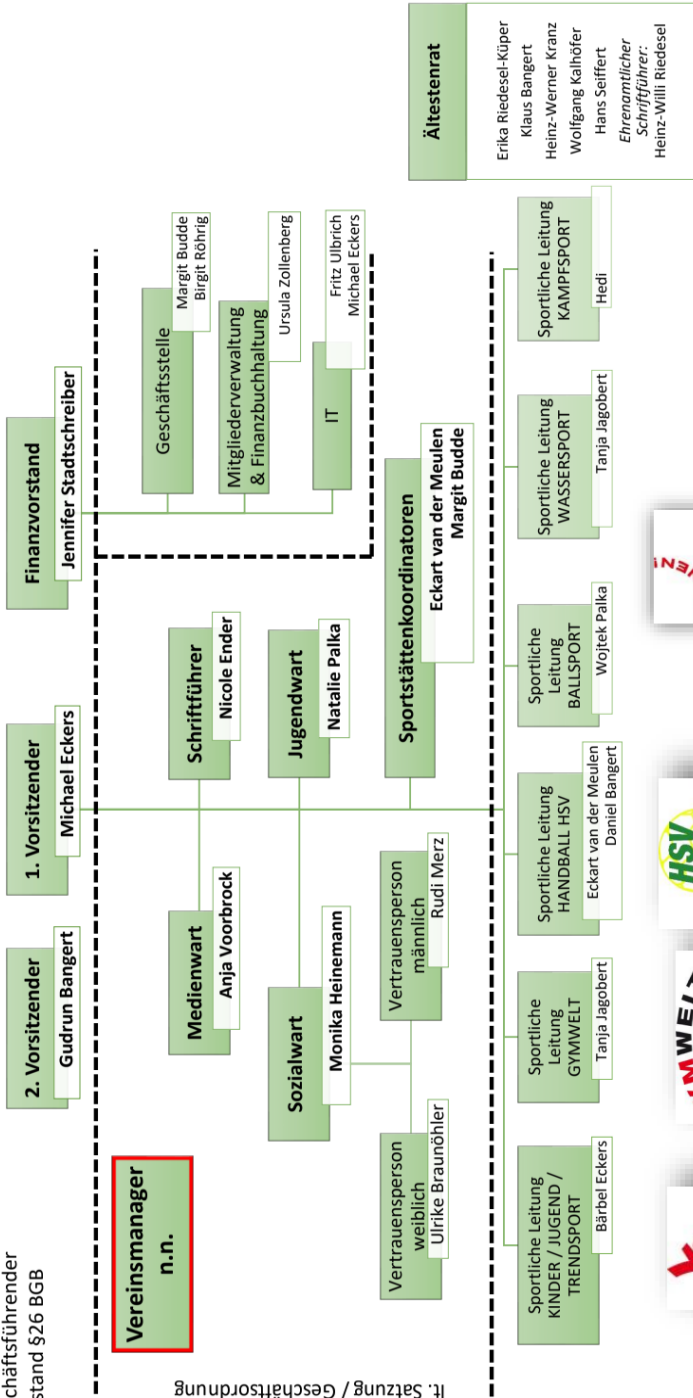 2. Vorsitzender
Gudrun Bangert
1. Vorsitzender
Michael Eckers
Finanzvorstand
Jennifer Stadtschreiber
stand §26 BGB
Vereinsmanager
n.n.
lt. Satzung / Geschäftsordnung
Medienwart
Anja Voorbrock
Schriftführer
Nicole Ender
Sozialwart
Monika Heinemann
Jugendwart
Natalie Palka
Vertrauensperson
weiblich
Ulrike Braunöhler
Vertrauensperson
männlich
Rudi Merz
Sportstättenkoordinatoren
Eckart van der Meulen
Margit Budde
Geschäftsstelle
Margit Budde
Birgit Röhrig
Mitgliederverwaltung
& Finanzbuchhaltung
Ursula Zollenberg
IT
Fritz Ulbrich
Michael Eckers
Sportliche Leitung
KINDER / JUGEND /
TRENDSPORT
Bärbel Eckers
Sportliche
Leitung
GYMWELT
Tanja Jagobert
Sportliche Leitung
HANDBALL HSV
Eckart van der Meulen
Daniel Bangert
Sportliche
Leitung
BALLSPORT
Wojtek Palka
Sportliche Leitung
WASSERSPORT
Tanja Jagobert
Sportliche Leitung
KAMPFSPORT
Hedi
Ältestenrat
Erika Riedesel-Küper
Klaus Bangert
Heinz-Werner Kranz
Wolfgang Kalhöfer
Hans Seiffert
Ehrenamtlicher
Schriftführer:
Heinz-Willi Riedesel
HSV